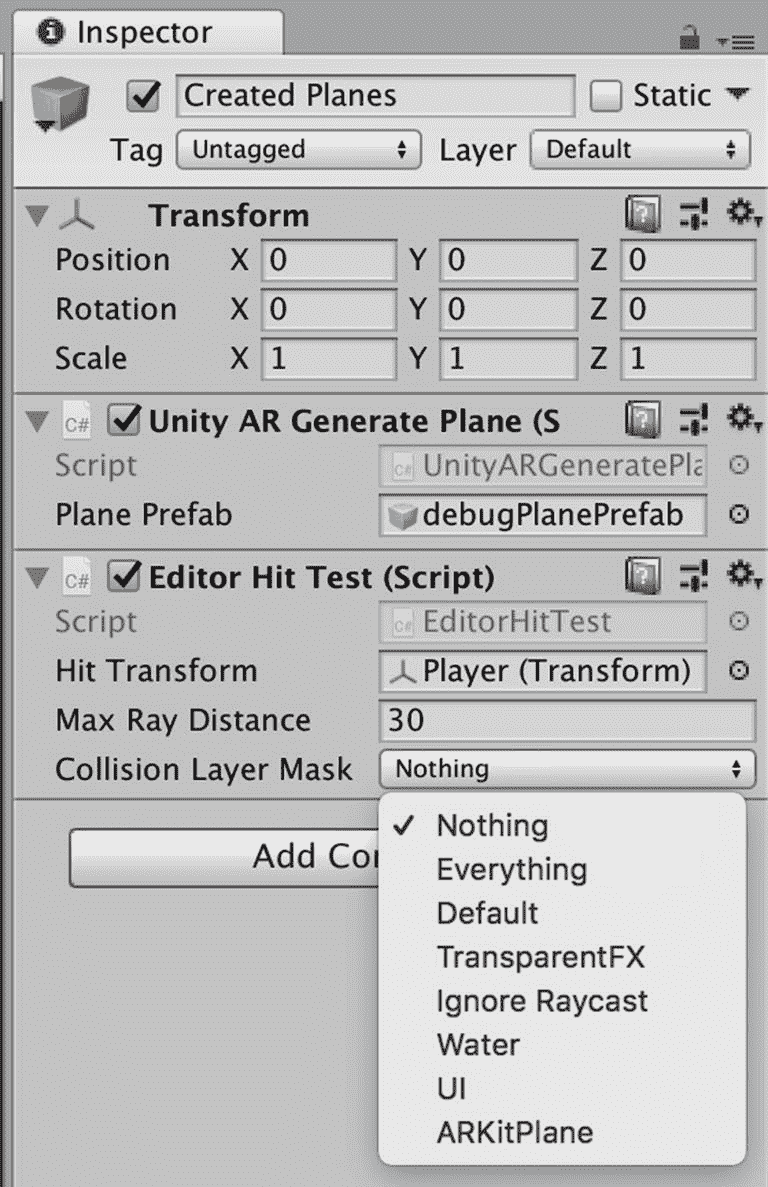 Inspector
Created Planes Static
Tag Untagged Layer Default
Transform
Position X 0 Y 0 Z 0
Rotation X 0 Y 0 Z 0
Scale X 1 Y 1 Z 1
C# Unity AR Generate Plane (S
Script C# UnityARGeneratePla
Plane Prefab debugPlanePrefab
C# Editor Hit Test (Script)
Script C# EditorHitTest
Hit Transform Player (Transform)
Max Ray Distance 30
Collision Layer Mask Nothing
Nothing
Add Cor
Everything
Default
TransparentFX
Ignore Raycast
Water
UI
ARKitPlane